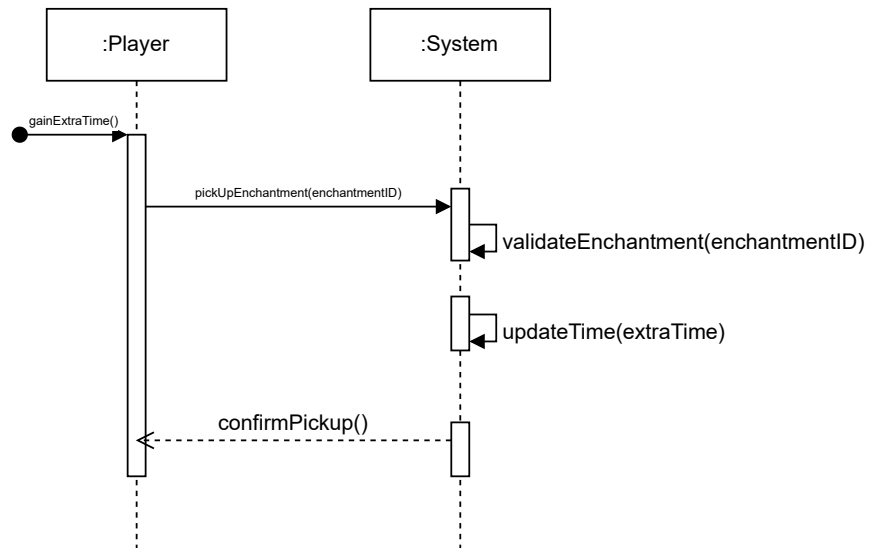 :Player
:System
gainExtraTime()
pickUpEnchantment(enchantmentID)
validateEnchantment(enchantmentID)
updateTime(extraTime)
confirmPickup()